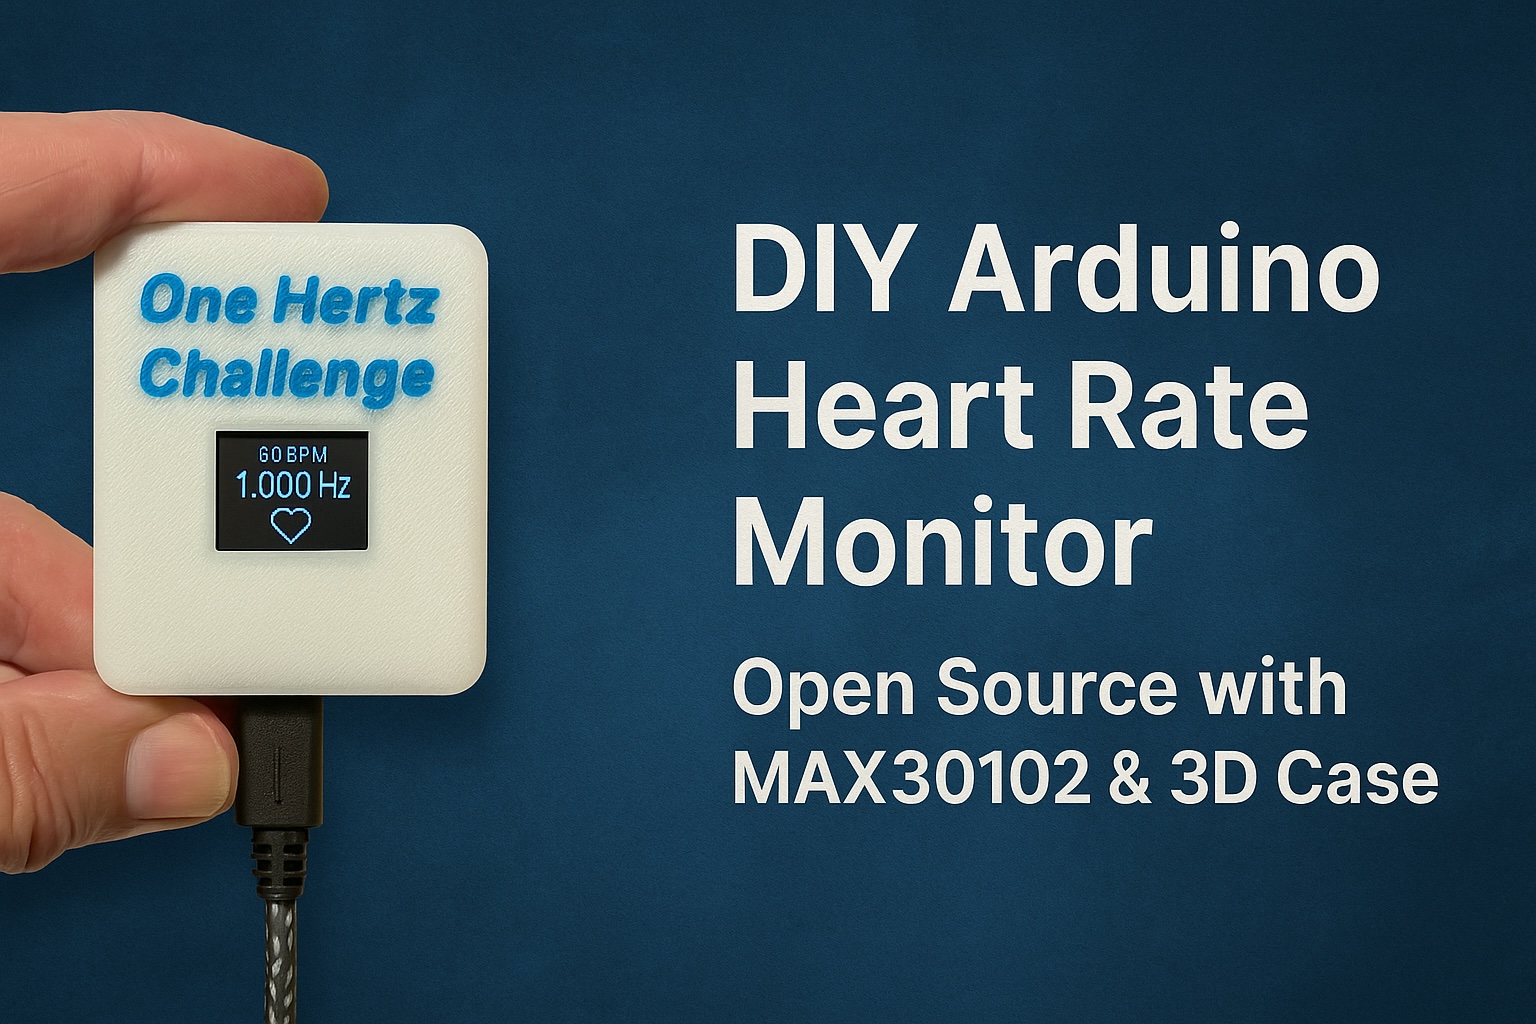 One Hertz
Challenge
60 BPM
1.000 Hz
DIY Arduino
Heart Rate
Monitor
Open Source with
MAX30102 & 3D Case